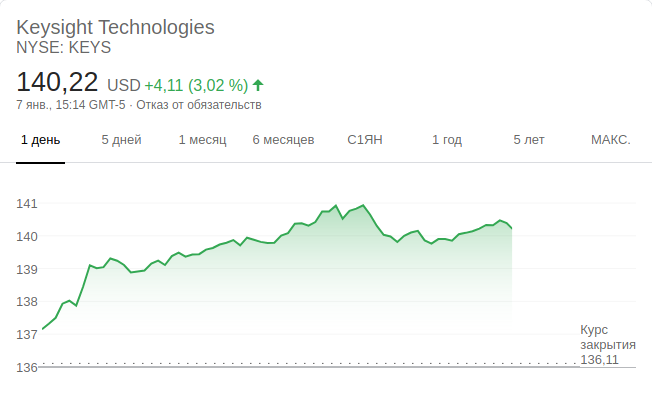 Keysight Technologies
NYSE: KEYS
140,22 USD +4,11 (3,02 %)
7 янв., 15:14 GMT-5 · Отказ от обязательств
1 день 5 дней 1 месяц 6 месяцев С1ЯН 1 год 5 лет МАКС.
141
140
139
138
137
136
Курс
закрытия
136,11